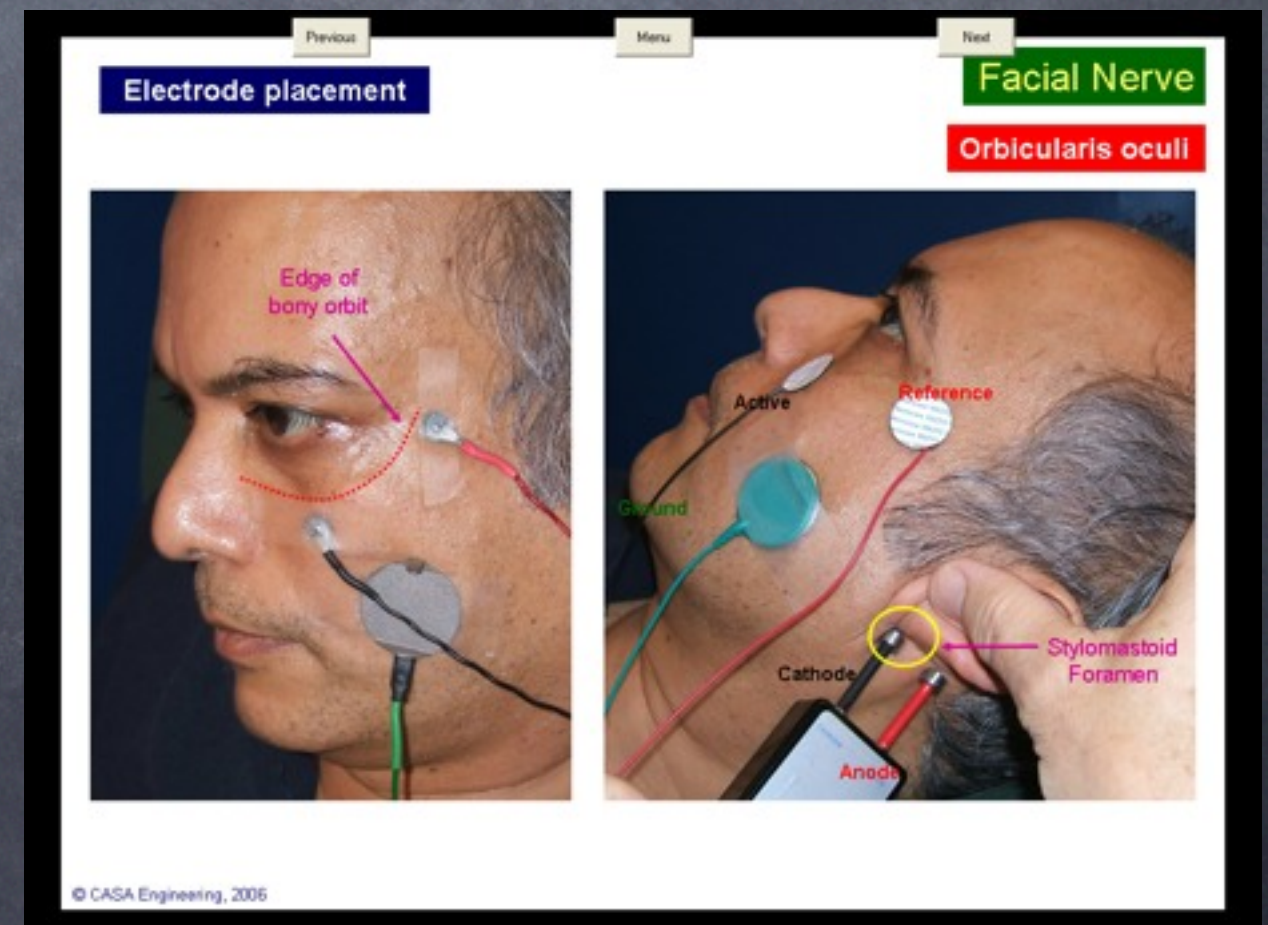 Previous
Menu
Next
Electrode placement
Facial Nerve
Orbicularis oculi
Edge of
bony orbit
Active
Reference
Ground
Cathode
Stylomastoid
Foramen
Anode
© CASA Engineering, 2006